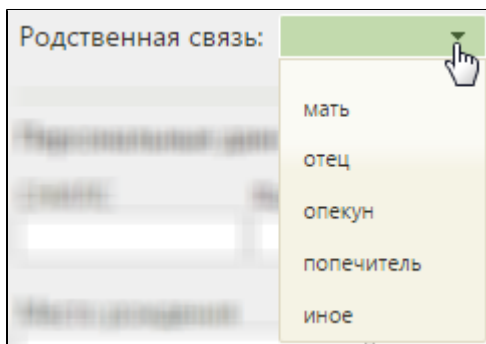 Родственная связь:
мать
отец
опекун
попечитель
иное